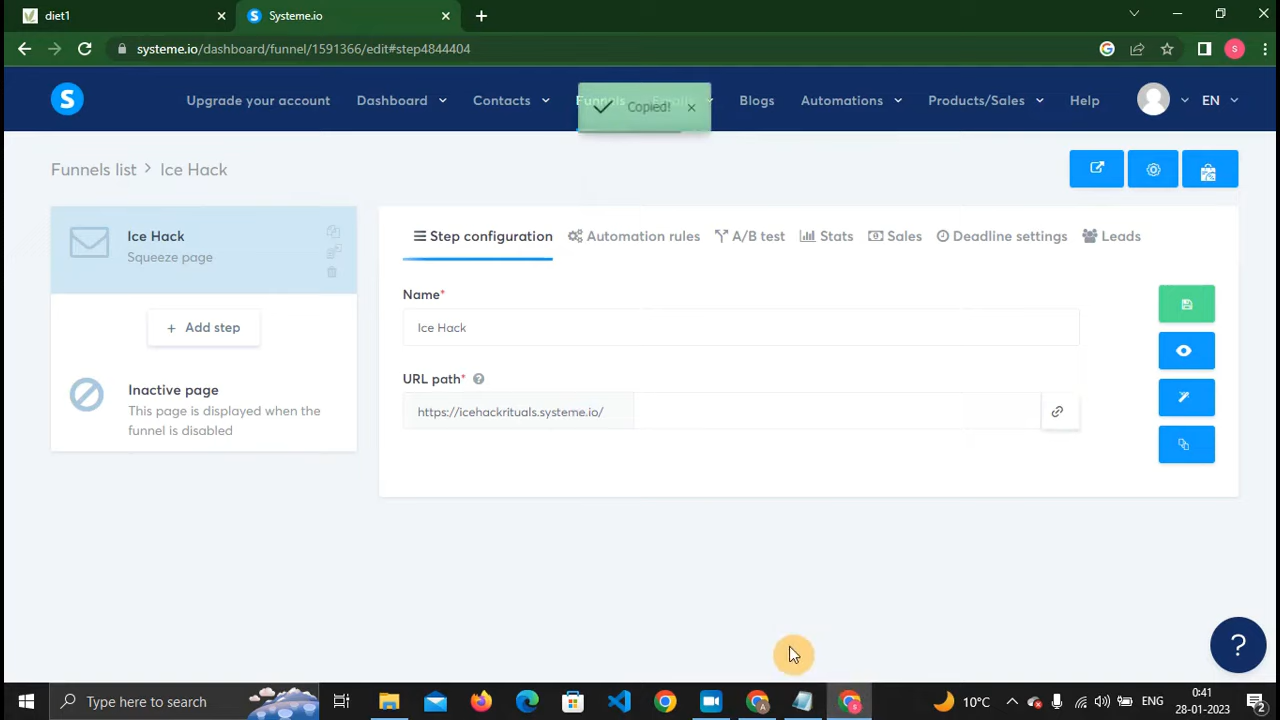 diet1
Systeme.io
systeme.io/dashboard/funnel/1591366/edit#step4844404
S
S
Upgrade your account
Dashboard
Contacts
Funnels
Emails
Copied!
Blogs
Automations
Products/Sales
Help
EN
Funnels list > Ice Hack
Ice Hack
Squeeze page
+ Add step
Inactive page
This page is displayed when the
funnel is disabled
Step configuration
Automation rules
A/B test
Stats
Sales
Deadline settings
Leads
Name*
Ice Hack
URL path* ?
https://icehackrituals.systeme.io/
?
Type here to search
10°C
ENG
0:41
28-01-2023
2